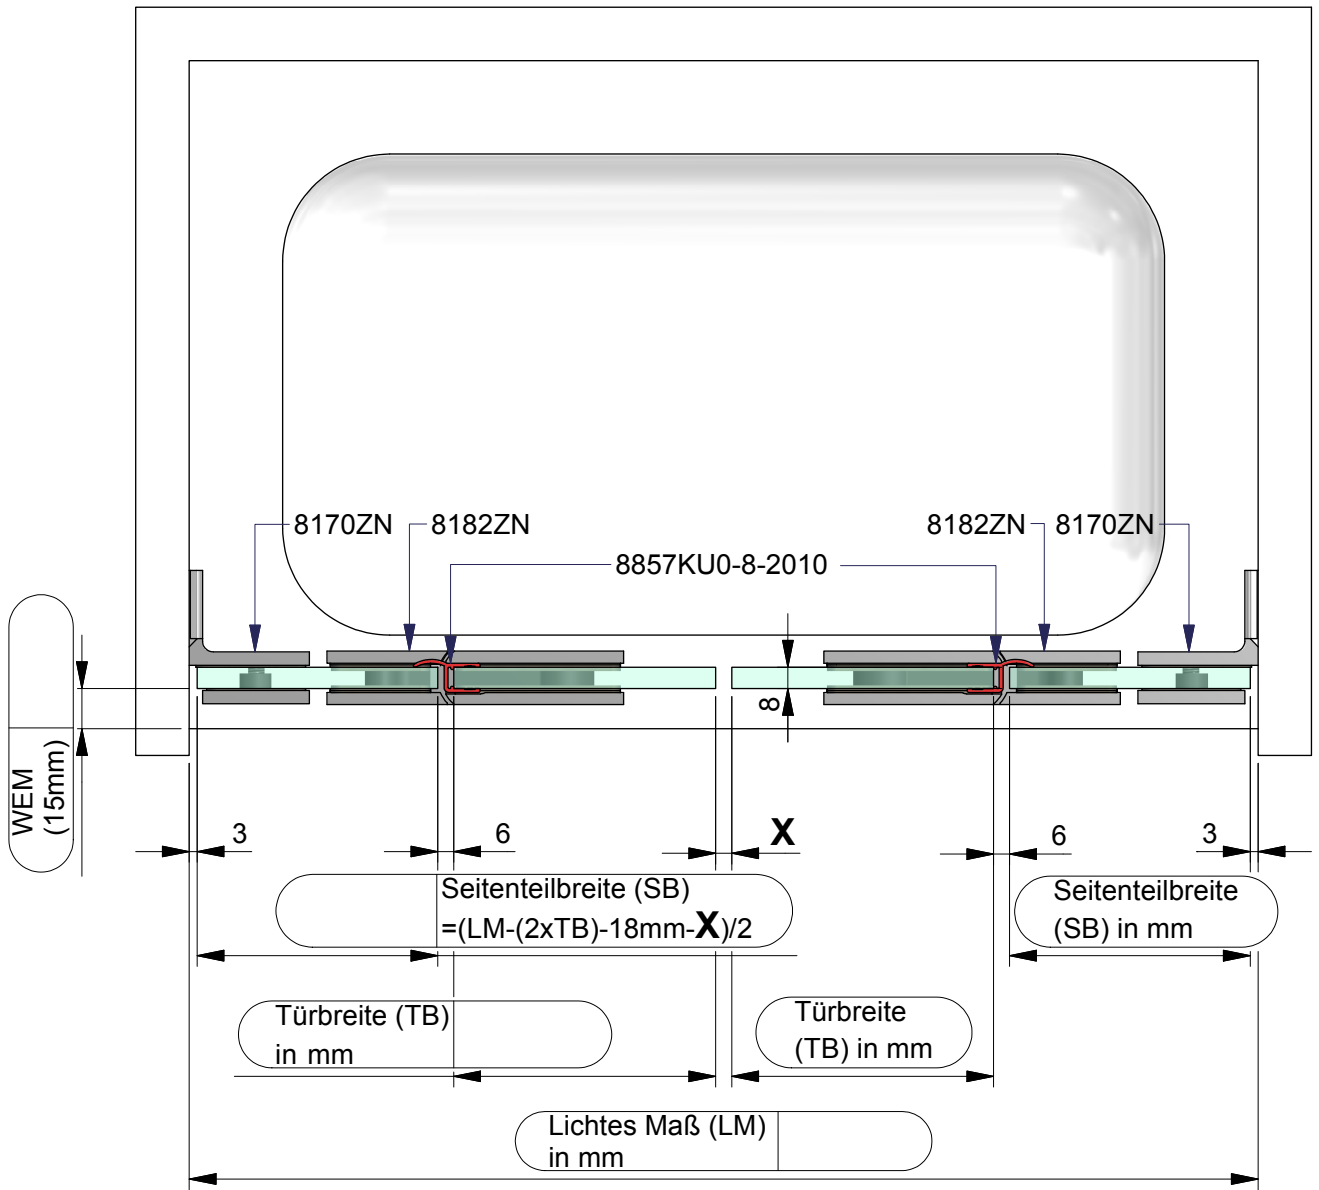 8170ZN
8182ZN
8182ZN
8170ZN
8857KU0-8-2010
8
WEM
(15mm)
3
6
X
6
3
Seitenteilbreite (SB)
=(LM-(2xTB)-18mm-X)/2
Seitenteilbreite
(SB) in mm
Türbreite (TB)
in mm
Türbreite
(TB) in mm
Lichtes Maß (LM)
in mm